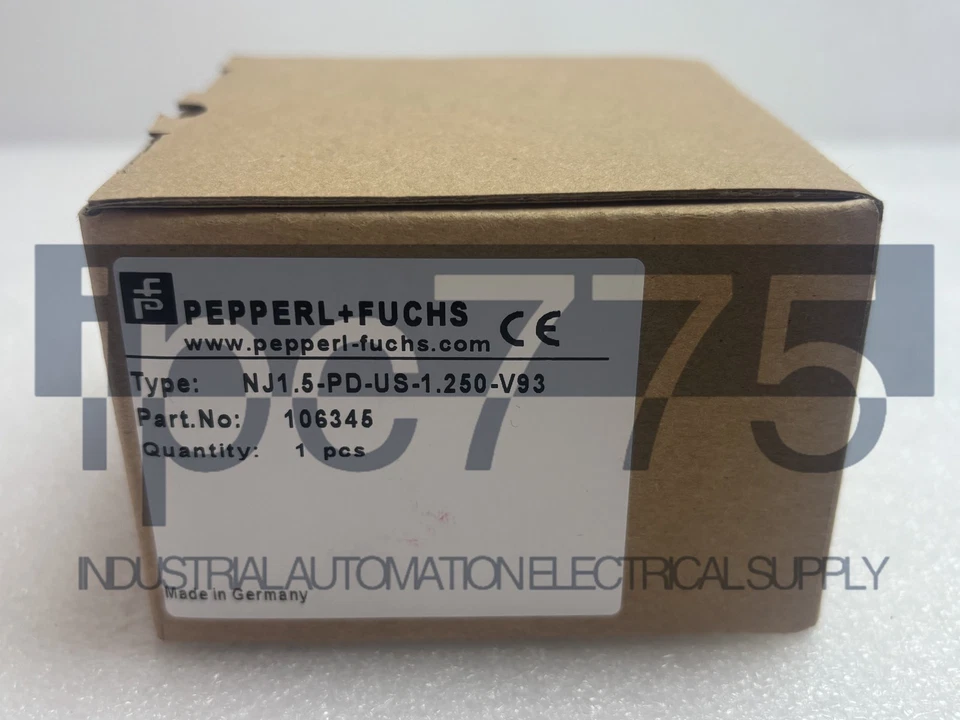 PEPPERL+FUCHS
CE
www.pepperl-fuchs.com
Type: NJ1.5-PD-US-1.250-V93
Part.No: 106345
Quantity: 1 pcs
ipc775
INDUSTRIAL AUTOMATION ELECTRICAL SUPPLY
Made in Germany